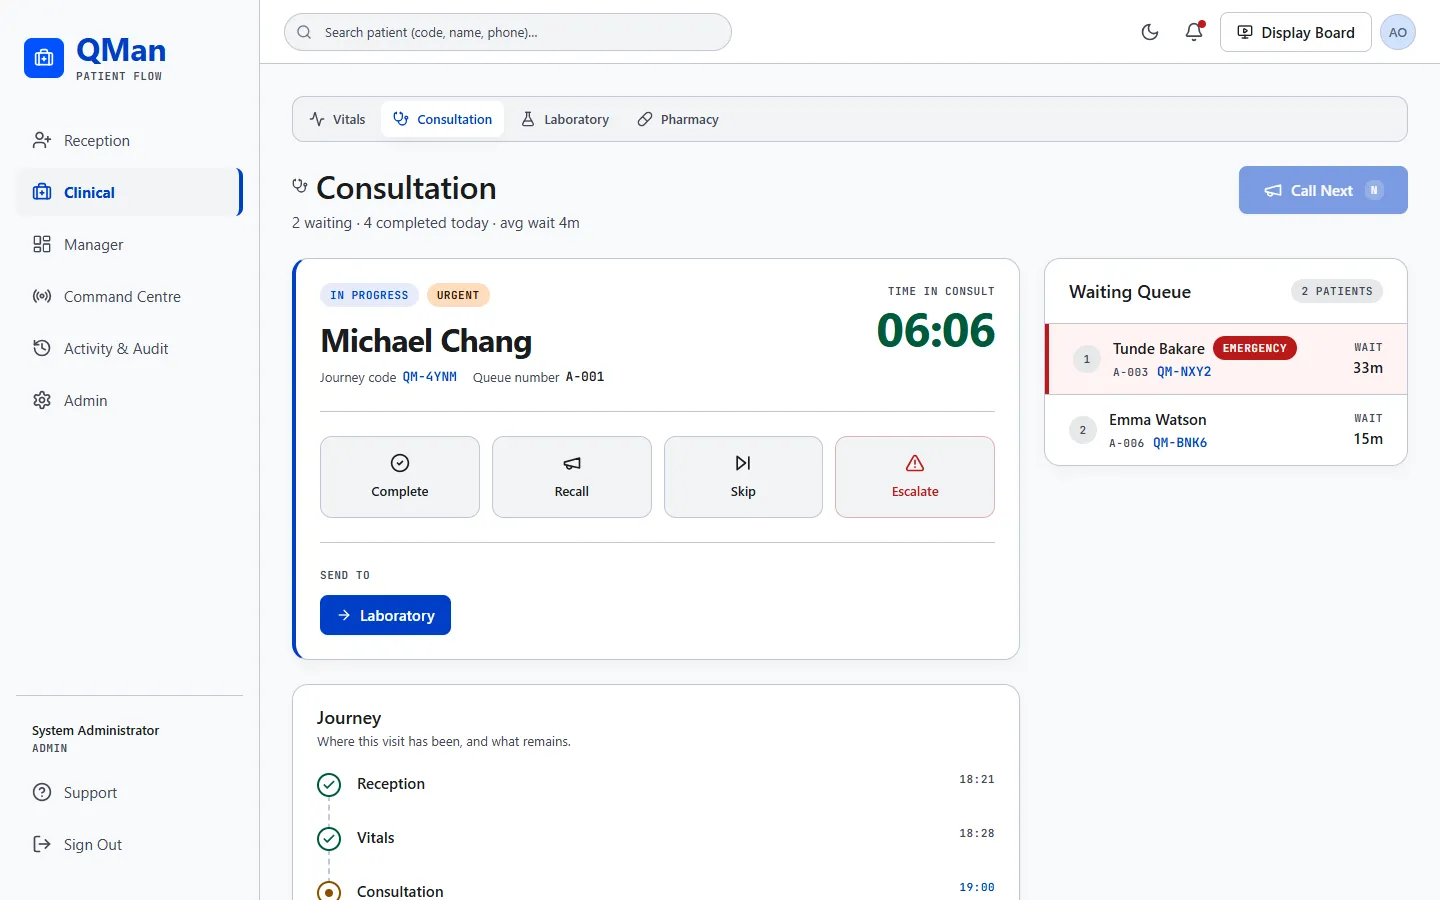 QMan
PATIENT FLOW
Reception
Clinical
Manager
Command Centre
Activity & Audit
Admin
System Administrator
ADMIN
Support
Sign Out
Search patient (code, name, phone)...
Display Board
AO
Vitals
Consultation
Laboratory
Pharmacy
Consultation
2 waiting · 4 completed today · avg wait 4m
Call Next N
IN PROGRESS
URGENT
TIME IN CONSULT
06:06
Michael Chang
Journey code QM-4YNM Queue number A-001
Complete
Recall
Skip
Escalate
SEND TO
Laboratory
Waiting Queue
2 PATIENTS
1
Tunde Bakare
EMERGENCY
A-003 QM-NXY2
WAIT
33m
2
Emma Watson
A-006 QM-BNK6
WAIT
15m
Journey
Where this visit has been, and what remains.
Reception 18:21
Vitals 18:28
Consultation 19:00